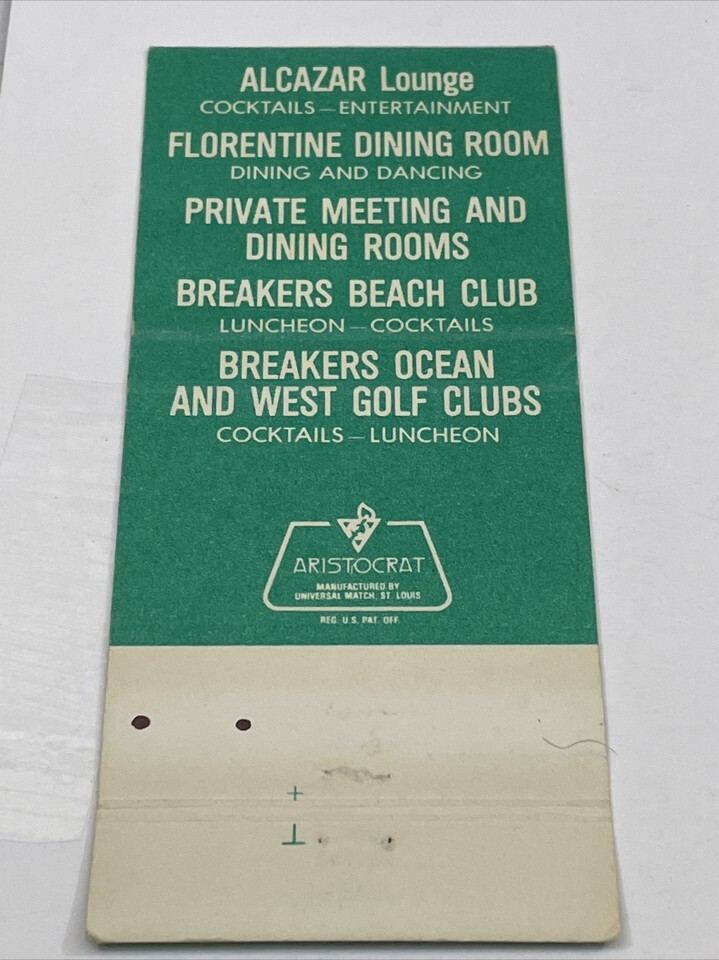 ALCAZAR Lounge
COCKTAILS – ENTERTAINMENT
FLORENTINE DINING ROOM
DINING AND DANCING
PRIVATE MEETING AND
DINING ROOMS
BREAKERS BEACH CLUB
LUNCHEON – COCKTAILS
BREAKERS OCEAN
AND WEST GOLF CLUBS
COCKTAILS – LUNCHEON
ARISTOCRAT
MANUFACTURED BY
UNIVERSAL MATCH, ST. LOUIS
REG. U.S. PAT. OFF.